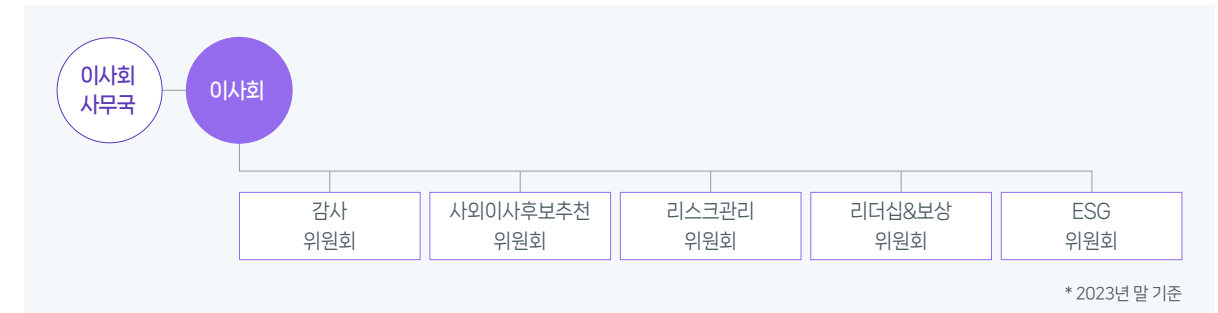 이사회
사무국
이사회
감사
위원회
사외이사후보추천
위원회
리스크관리
위원회
리더십&보상
위원회
ESG
위원회
* 2023년 말 기준